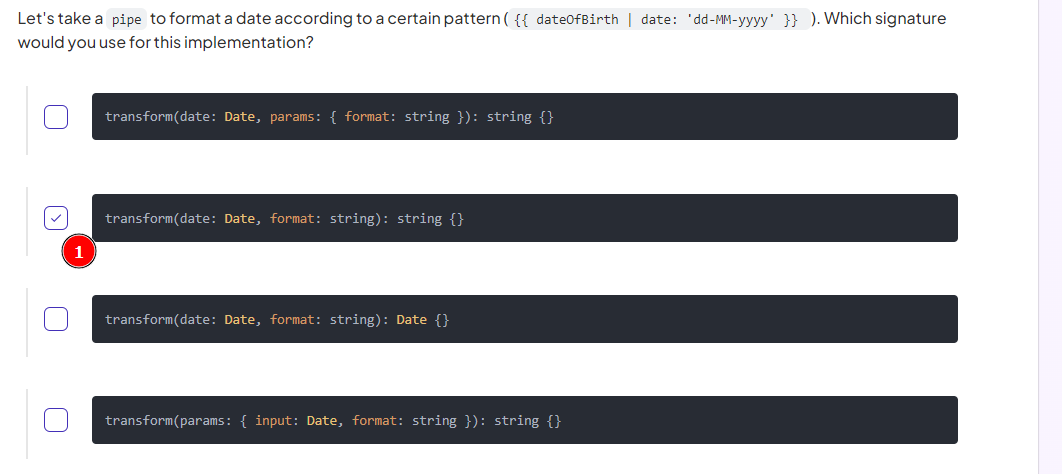 Let's take a pipe to format a date according to a certain pattern ( {{ dateOfBirth | date: 'dd-MM-yyyy' }} ). Which signature
would you use for this implementation?
transform(date: Date, params: { format: string }): string {}
transform(date: Date, format: string): string {}
1
transform(date: Date, format: string): Date {}
transform(params: { input: Date, format: string }): string {}